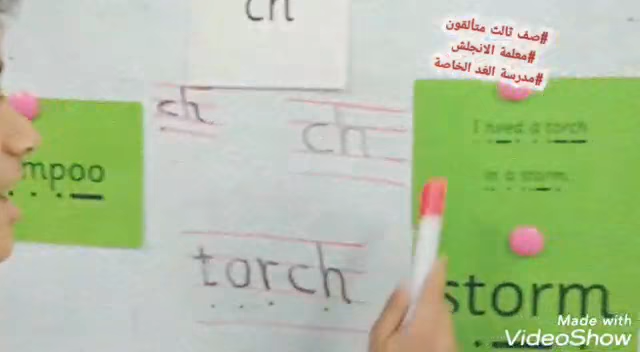 ch
#صف ثالث متألقون
#معلمة الانجلش
#مدرسة الغد الخاصة
ch
ch
I need a torch
in a storm.
mpoo
torch
storm
Made with
VideoShow